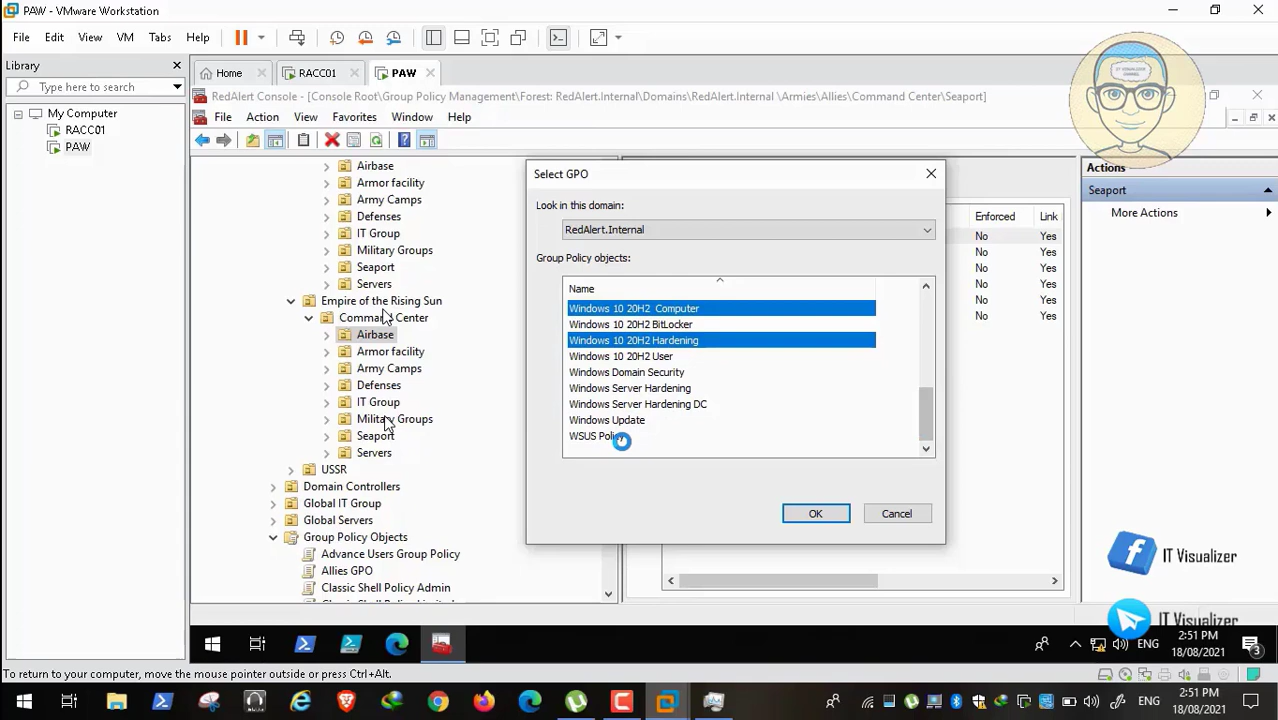 PAW - VMware Workstation
File Edit View VM Tabs Help
Library
Type here to search
My Computer
RACC01
PAW
Home
RACC01
PAW
RedAlert Console - [Console Root\Group Policy Management\Forest: RedAlert.Internal\Domains\RedAlert.Internal \Armies\Allies\Command Center\Seaport]
File Action View Favorites Window Help
Airbase
Armor facility
Army Camps
Defenses
IT Group
Military Groups
Seaport
Servers
Empire of the Rising Sun
Command Center
Airbase
Armor facility
Army Camps
Defenses
IT Group
Military Groups
Seaport
Servers
USSR
Domain Controllers
Global IT Group
Global Servers
Group Policy Objects
Advance Users Group Policy
Allies GPO
Classic Shell Policy Admin
Select GPO
Look in this domain:
RedAlert.Internal
Group Policy objects:
Name
Windows 10 20H2 Computer
Windows 10 20H2 BitLocker
Windows 10 20H2 Hardening
Windows 10 20H2 User
Windows Domain Security
Windows Server Hardening
Windows Server Hardening DC
Windows Update
WSUS Policy
OK Cancel
Enforced Link
No Yes
No Yes
No Yes
No Yes
No Yes
No Yes
Actions
Seaport
More Actions
IT VISUALIZER
CHANNEL
IT Visualizer
IT Visualizer
ENG
2:51 PM
18/08/2021
3
To return to your computer, move the mouse pointer outside or press Ctrl+Alt.
ENG
2:51 PM
18/08/2021